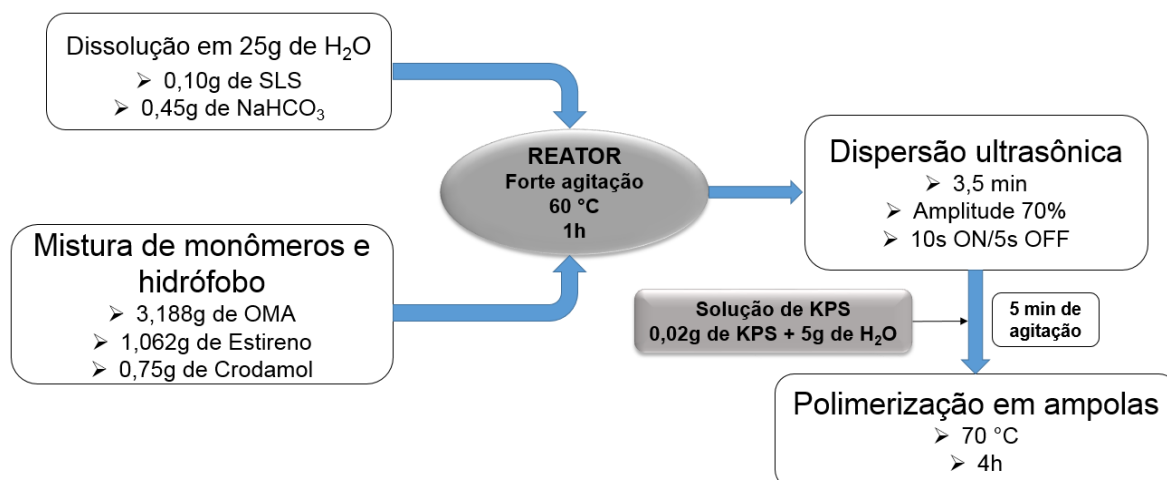 Dissolução em 25g de H₂O
➢ 0,10g de SLS
➢ 0,45g de NaHCO₃
Mistura de monômeros e
hidrófobo
➢ 3,188g de OMA
➢ 1,062g de Estireno
➢ 0,75g de Crodamol
REATOR
Forte agitação
60 °C
1h
Dispersão ultrasônica
➢ 3,5 min
➢ Amplitude 70%
➢ 10s ON/5s OFF
Solução de KPS
0,02g de KPS + 5g de H₂O
5 min de
agitação
Polimerização em ampolas
➢ 70 °C
➢ 4h